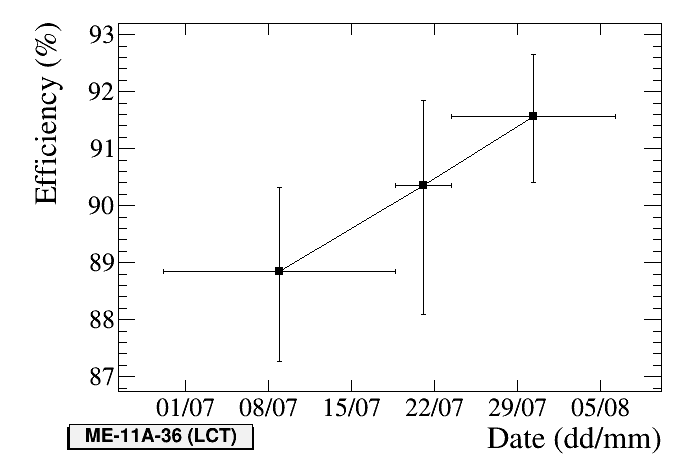 Efficiency (%)
93
92
91
90
89
88
87
01/07 08/07 15/07 22/07 29/07 05/08
Date (dd/mm)
ME-11A-36 (LCT)